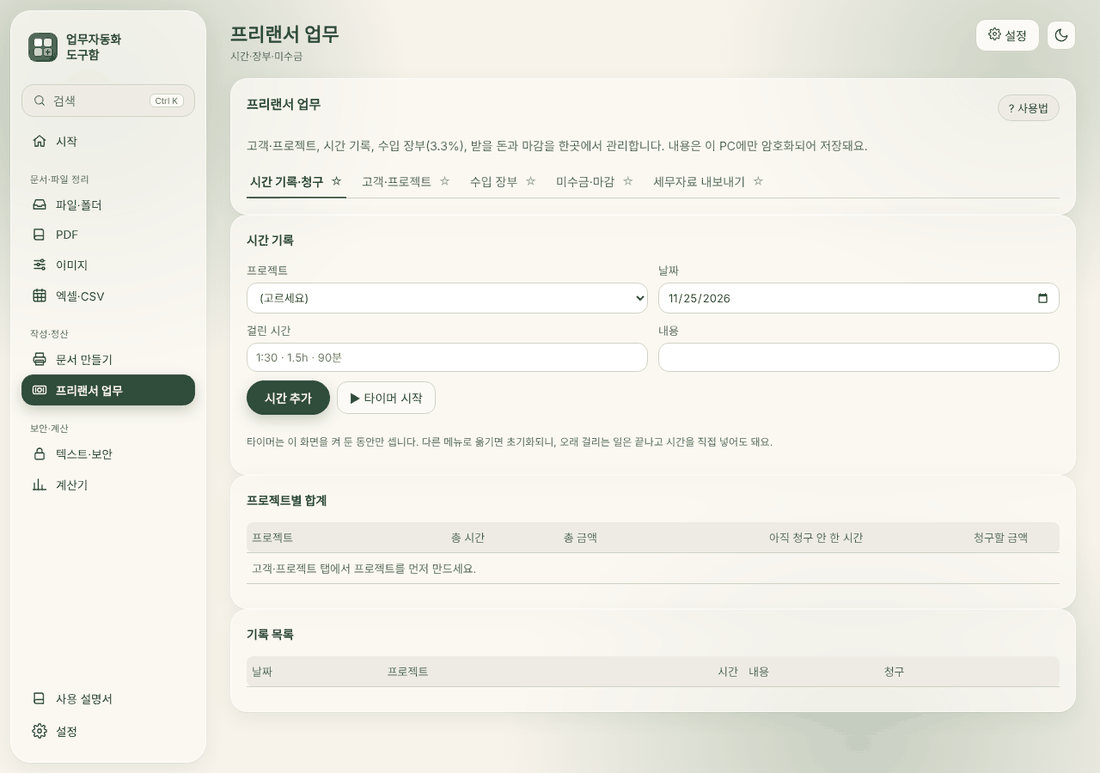 업무자동화
도구함
검색 Ctrl K
시작
문서·파일 정리
파일·폴더
PDF
이미지
엑셀·CSV
작성·정산
문서 만들기
프리랜서 업무
보안·계산
텍스트·보안
계산기
사용 설명서
설정
프리랜서 업무
시간·장부·미수금
설정
프리랜서 업무
? 사용법
고객·프로젝트, 시간 기록, 수입 장부(3.3%), 받을 돈과 마감을 한곳에서 관리합니다. 내용은 이 PC에만 암호화되어 저장돼요.
시간 기록·청구 ☆ 고객·프로젝트 ☆ 수입 장부 ☆ 미수금·마감 ☆ 세무자료 내보내기 ☆
시간 기록
프로젝트 날짜
(고르세요) 11/25/2026
걸린 시간 내용
1:30 · 1.5h · 90분
시간 추가 ▶ 타이머 시작
타이머는 이 화면을 켜 둔 동안만 셉니다. 다른 메뉴로 옮기면 초기화되니, 오래 걸리는 일은 끝나고 시간을 직접 넣어도 돼요.
프로젝트별 합계
프로젝트 총 시간 총 금액 아직 청구 안 한 시간 청구할 금액
고객·프로젝트 탭에서 프로젝트를 먼저 만드세요.
기록 목록
날짜 프로젝트 시간 내용 청구